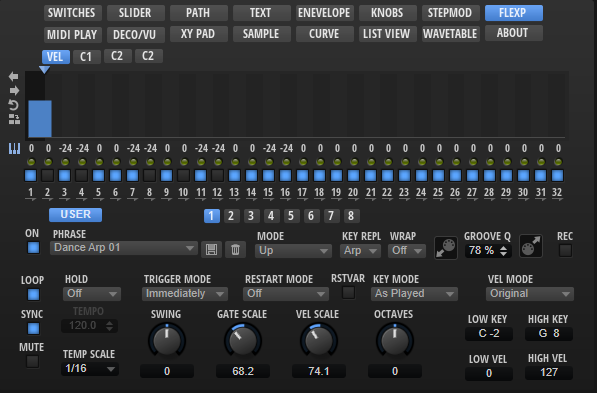 SWITCHES SLIDER PATH TEXT ENEVELOPE KNOBS STEPMOD FLEXP
MIDI PLAY DECO/VU XY PAD SAMPLE CURVE LIST VIEW WAVETABLE ABOUT
VEL C1 C2 C2
0 0 -24 -24 0 0 -24 -24 0 0 -24 -24 0 0 -24 -24 0 0 0 0 0 0 0 0 0 0 0 0 0 0 0 0
1 2 3 4 5 6 7 8 9 10 11 12 13 14 15 16 17 18 19 20 21 22 23 24 25 26 27 28 29 30 31 32
USER 1 2 3 4 5 6 7 8
ON PHRASE MODE KEY REPL WRAP GROOVE Q REC
Dance Arp 01 Up Arp Off 78 %
LOOP HOLD TRIGGER MODE RESTART MODE RSTVAR KEY MODE VEL MODE
Off Immediately Off As Played Original
SYNC TEMPO SWING GATE SCALE VEL SCALE OCTAVES LOW KEY HIGH KEY
120.0 C -2 G 8
MUTE TEMP SCALE LOW VEL HIGH VEL
1/16 0 68.2 74.1 0 0 127